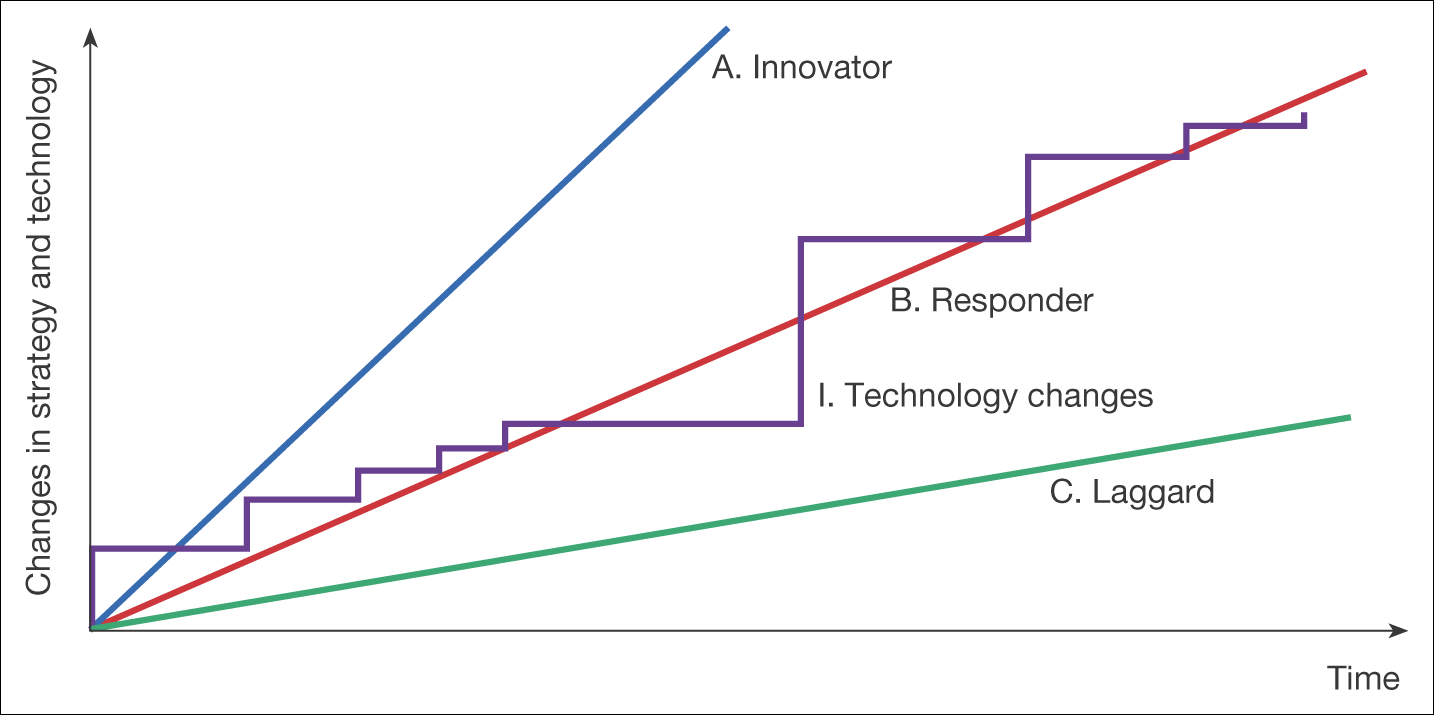 Changes in strategy and technology
A. Innovator
B. Responder
I. Technology changes
C. Laggard
Time